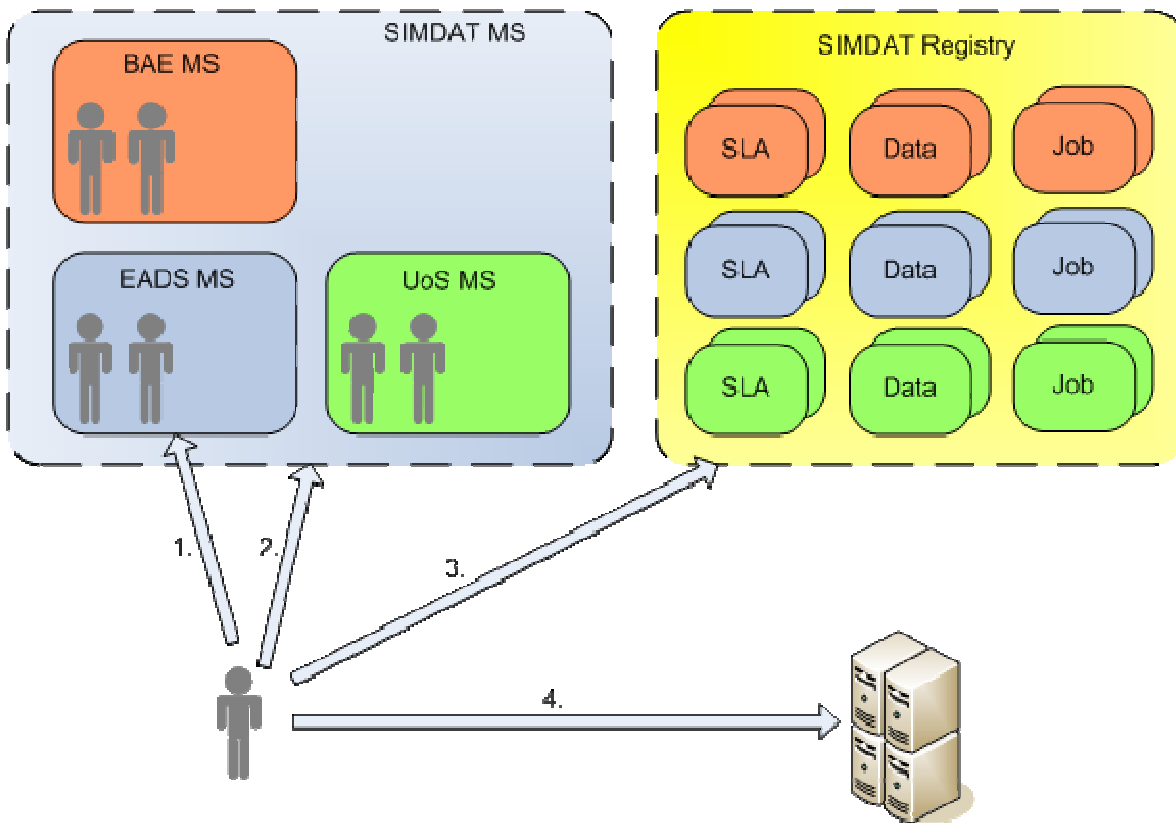 SIMDAT MS
BAE MS
EADS MS
UoS MS
SIMDAT Registry
SLA
Data
Job
SLA
Data
Job
SLA
Data
Job
1.
2.
3.
4.